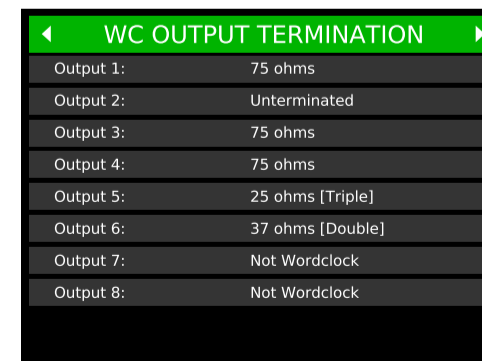 WC OUTPUT TERMINATION
Output 1: 75 ohms
Output 2: Unterminated
Output 3: 75 ohms
Output 4: 75 ohms
Output 5: 25 ohms [Triple]
Output 6: 37 ohms [Double]
Output 7: Not Wordclock
Output 8: Not Wordclock